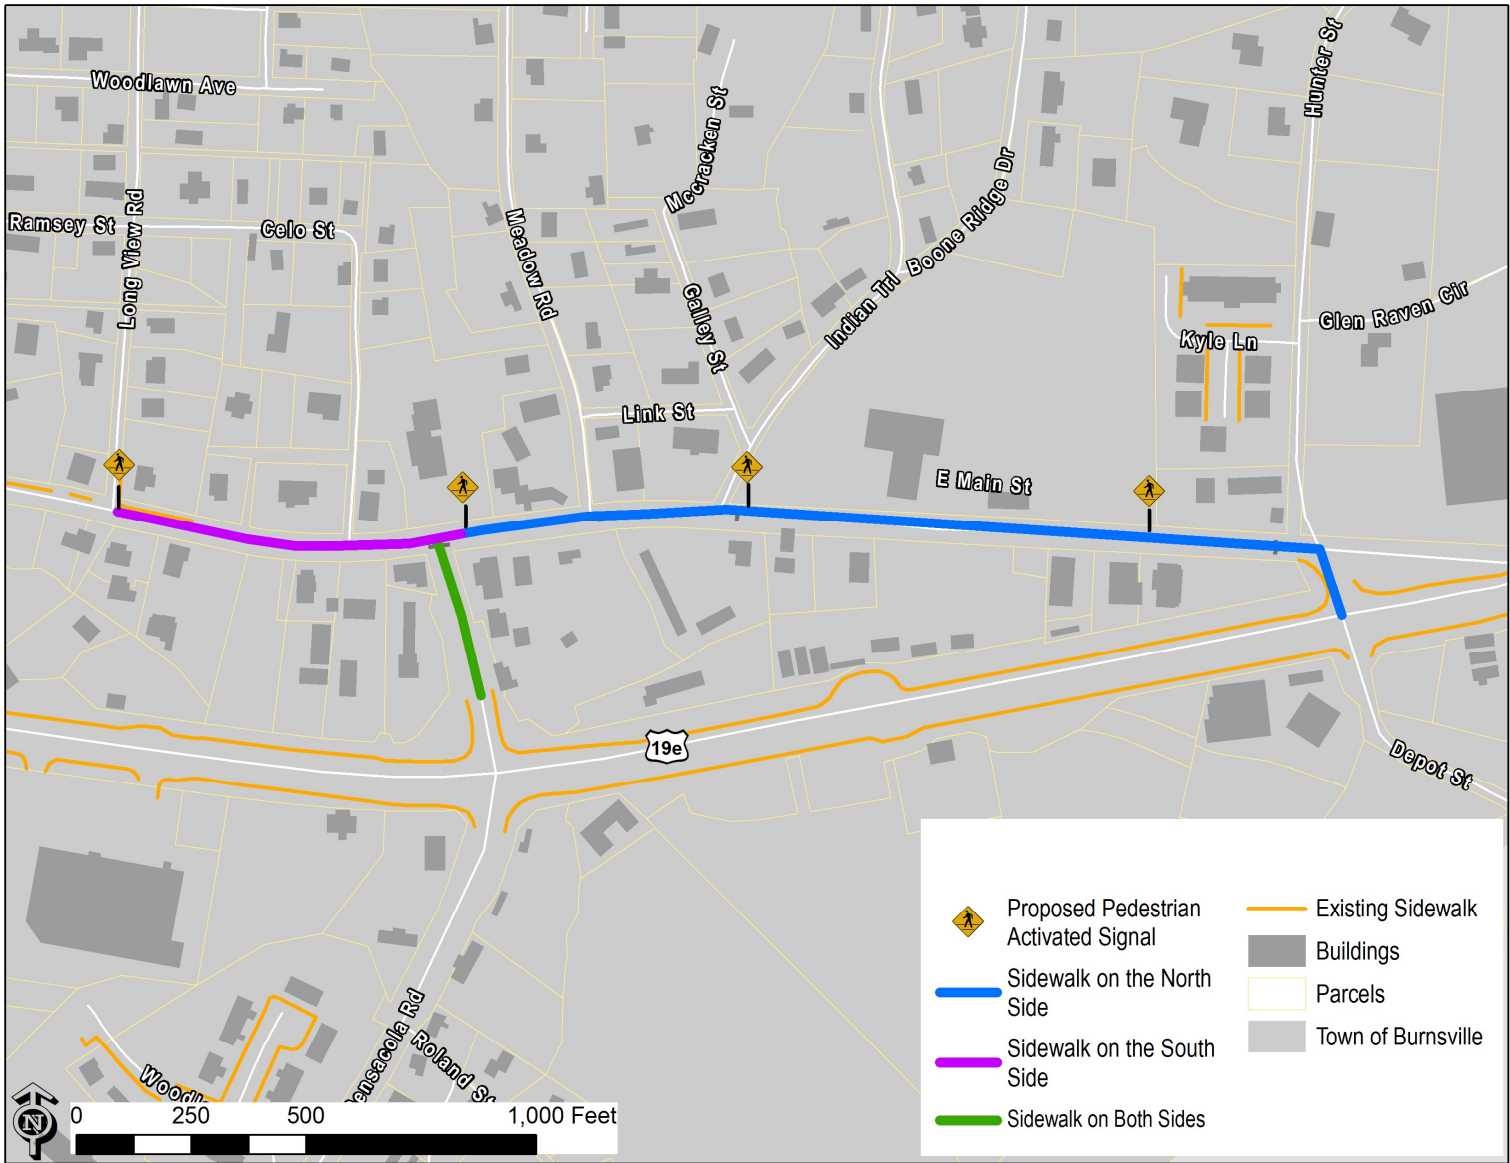 Woodlawn Ave
Hunter St
Mccracken St
Boone Ridge Dr
Long View Rd
Ramsey St
Celo St
Meadow Rd
Galley St
Indian Trl
Glen Raven Cir
Kyle Ln
Link St
E Main St
19e
Depot St
Proposed Pedestrian
Activated Signal
Sidewalk on the North
Side
Sidewalk on the South
Side
Sidewalk on Both Sides
Existing Sidewalk
Buildings
Parcels
Town of Burnsville
ensacola Rd
Roland St
Woodl
N
0 250 500 1,000 Feet